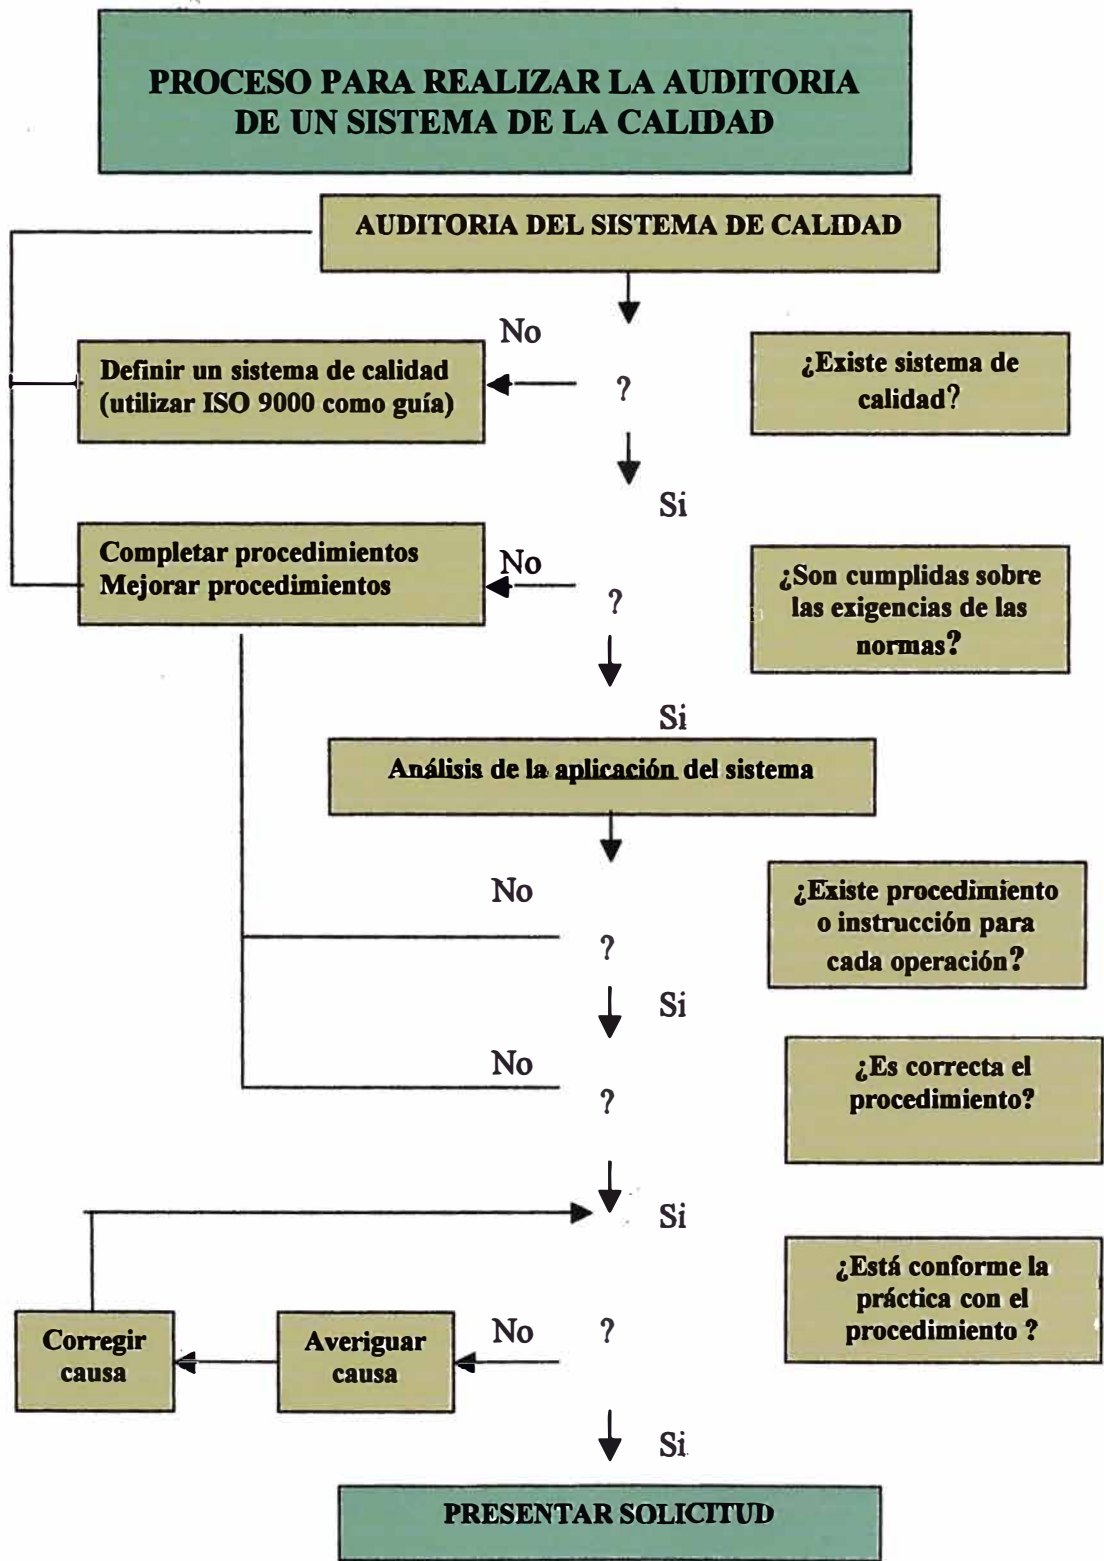 PROCESO PARA REALIZAR LA AUDITORIA
DE UN SISTEMA DE LA CALIDAD
AUDITORIA DEL SISTEMA DE CALIDAD
No
Definir un sistema de calidad
(utilizar ISO 9000 como guía)
?
¿Existe sistema de
calidad?
Si
Completar procedimientos
Mejorar procedimientos
No
?
¿Son cumplidas sobre
las exigencias de las
normas?
Si
Análisis de la aplicación del sistema
No
?
¿Existe procedimiento
o instrucción para
cada operación?
Si
No
?
¿Es correcta el
procedimiento?
Si
¿Está conforme la
práctica con el
procedimiento ?
Corregir
causa
Averiguar
causa
No
?
Si
PRESENTAR SOLICITUD